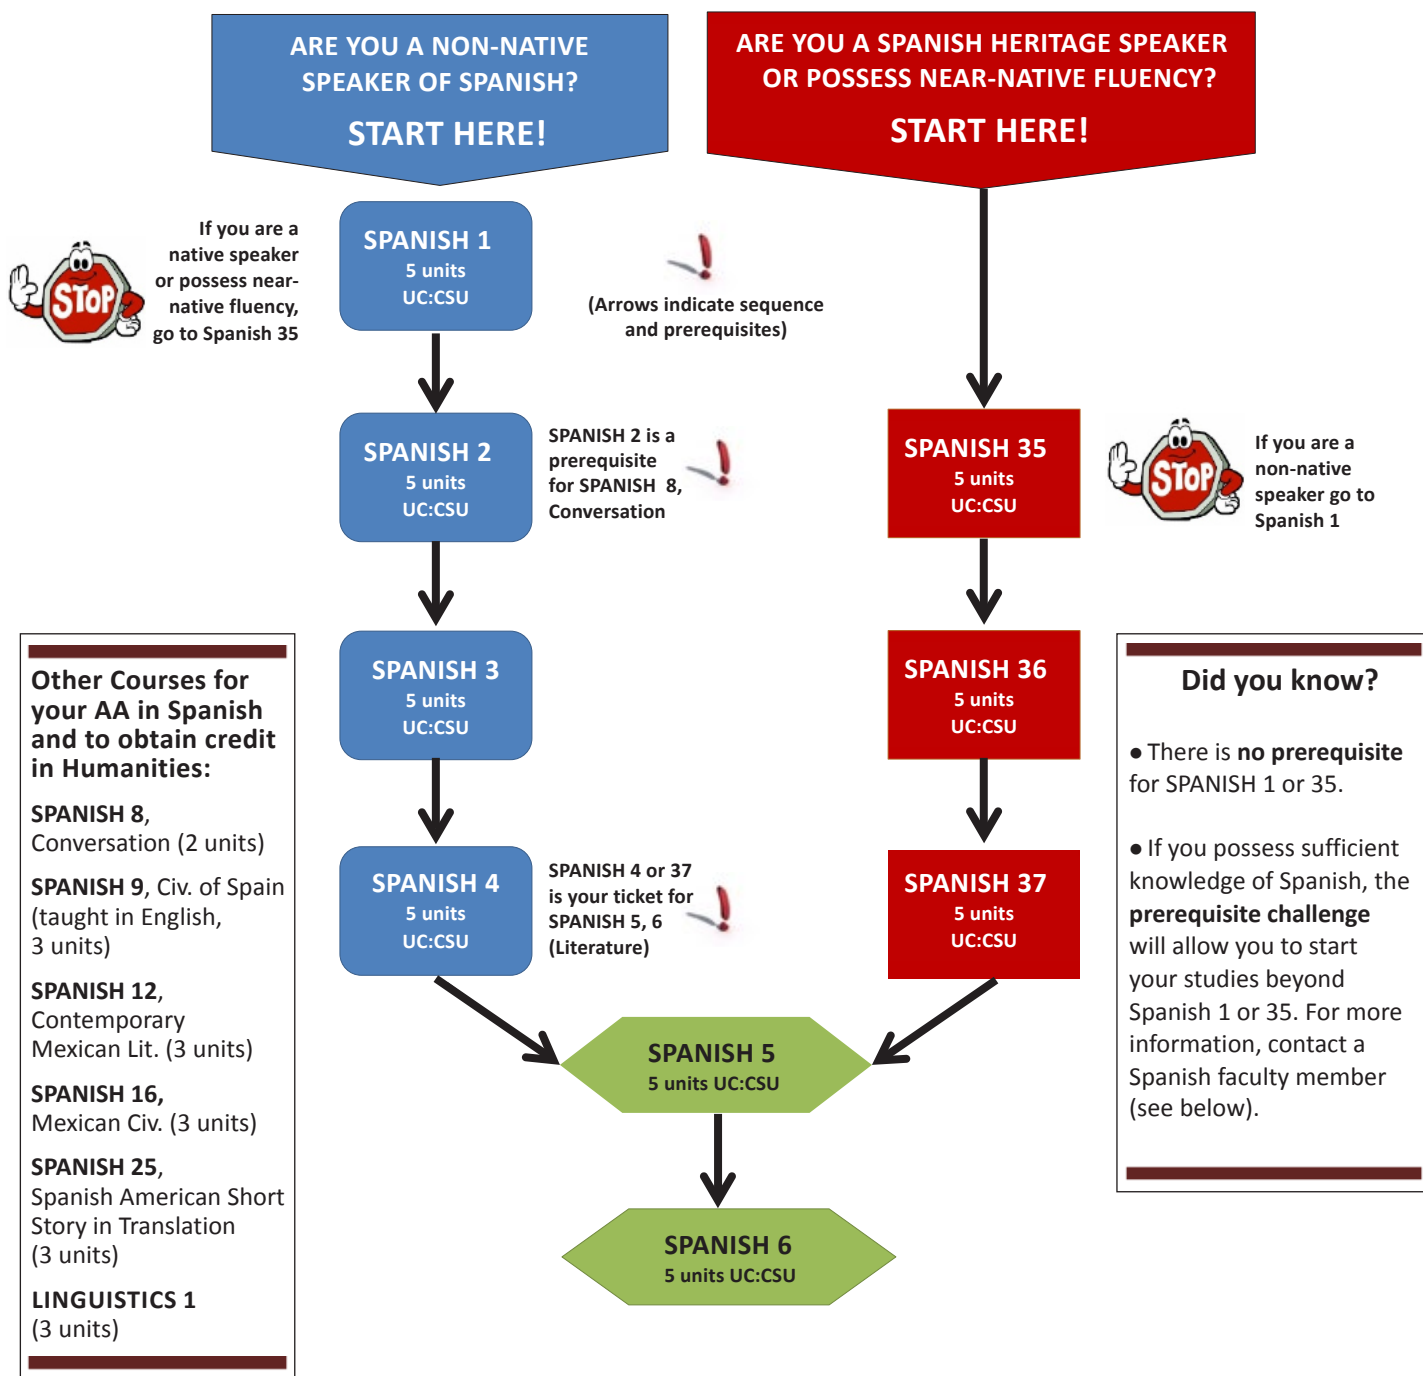 ARE YOU A NON-NATIVE
SPEAKER OF SPANISH?
START HERE!
ARE YOU A SPANISH HERITAGE SPEAKER
OR POSSESS NEAR-NATIVE FLUENCY?
START HERE!
STOP
If you are a
native speaker
or possess near-
native fluency,
go to Spanish 35
SPANISH 1
5 units
UC:CSU
(Arrows indicate sequence
and prerequisites)
SPANISH 2
5 units
UC:CSU
SPANISH 2 is a
prerequisite
for SPANISH 8,
Conversation
SPANISH 35
5 units
UC:CSU
STOP
If you are a
non-native
speaker go to
Spanish 1
SPANISH 3
5 units
UC:CSU
SPANISH 36
5 units
UC:CSU
SPANISH 4
5 units
UC:CSU
SPANISH 4 or 37
is your ticket for
SPANISH 5, 6
(Literature)
SPANISH 37
5 units
UC:CSU
SPANISH 5
5 units UC:CSU
SPANISH 6
5 units UC:CSU
Other Courses for
your AA in Spanish
and to obtain credit
in Humanities:
SPANISH 8,
Conversation (2 units)
SPANISH 9, Civ. of Spain
(taught in English,
3 units)
SPANISH 12,
Contemporary
Mexican Lit. (3 units)
SPANISH 16,
Mexican Civ. (3 units)
SPANISH 25,
Spanish American Short
Story in Translation
(3 units)
LINGUISTICS 1
(3 units)
Did you know?
● There is no prerequisite
for SPANISH 1 or 35.
● If you possess sufficient
knowledge of Spanish, the
prerequisite challenge
will allow you to start
your studies beyond
Spanish 1 or 35. For more
information, contact a
Spanish faculty member
(see below).